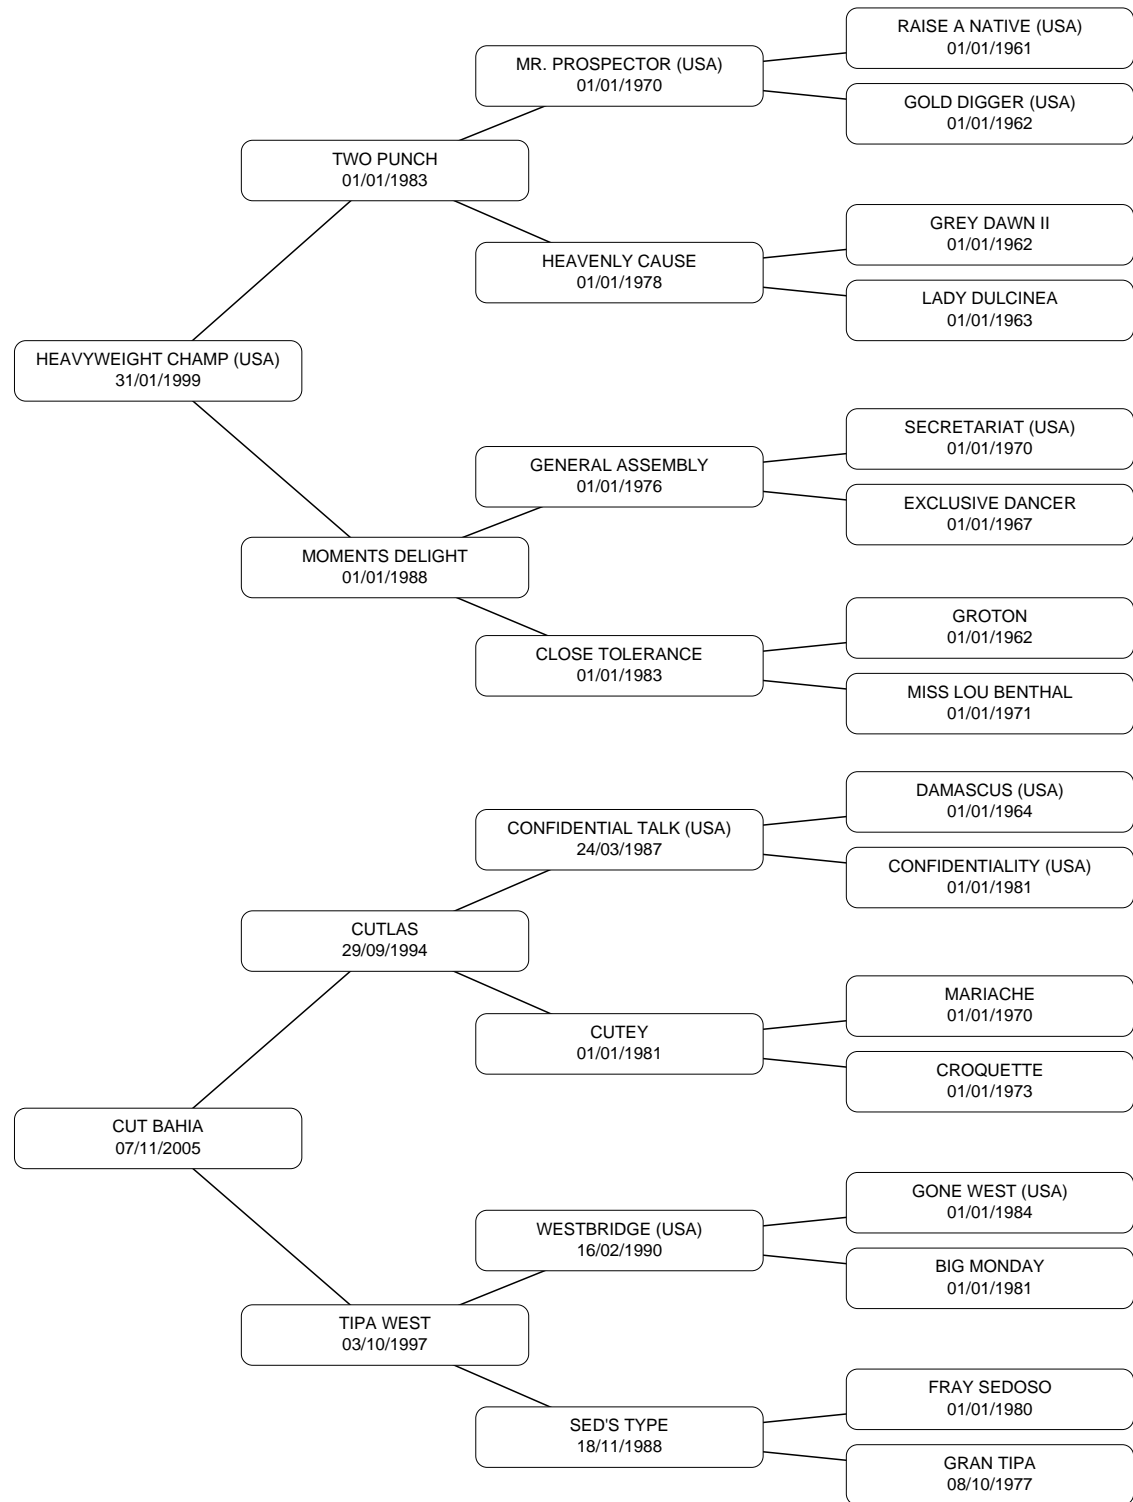 RAISE A NATIVE (USA)
01/01/1961
MR. PROSPECTOR (USA)
01/01/1970
GOLD DIGGER (USA)
01/01/1962
TWO PUNCH
01/01/1983
GREY DAWN II
01/01/1962
HEAVENLY CAUSE
01/01/1978
LADY DULCINEA
01/01/1963
HEAVYWEIGHT CHAMP (USA)
31/01/1999
SECRETARIAT (USA)
01/01/1970
GENERAL ASSEMBLY
01/01/1976
EXCLUSIVE DANCER
01/01/1967
MOMENTS DELIGHT
01/01/1988
GROTON
01/01/1962
CLOSE TOLERANCE
01/01/1983
MISS LOU BENTHAL
01/01/1971
DAMASCUS (USA)
01/01/1964
CONFIDENTIAL TALK (USA)
24/03/1987
CONFIDENTIALITY (USA)
01/01/1981
CUTLAS
29/09/1994
MARIACHE
01/01/1970
CUTEY
01/01/1981
CROQUETTE
01/01/1973
CUT BAHIA
07/11/2005
GONE WEST (USA)
01/01/1984
WESTBRIDGE (USA)
16/02/1990
BIG MONDAY
01/01/1981
TIPA WEST
03/10/1997
FRAY SEDOSO
01/01/1980
SED'S TYPE
18/11/1988
GRAN TIPA
08/10/1977